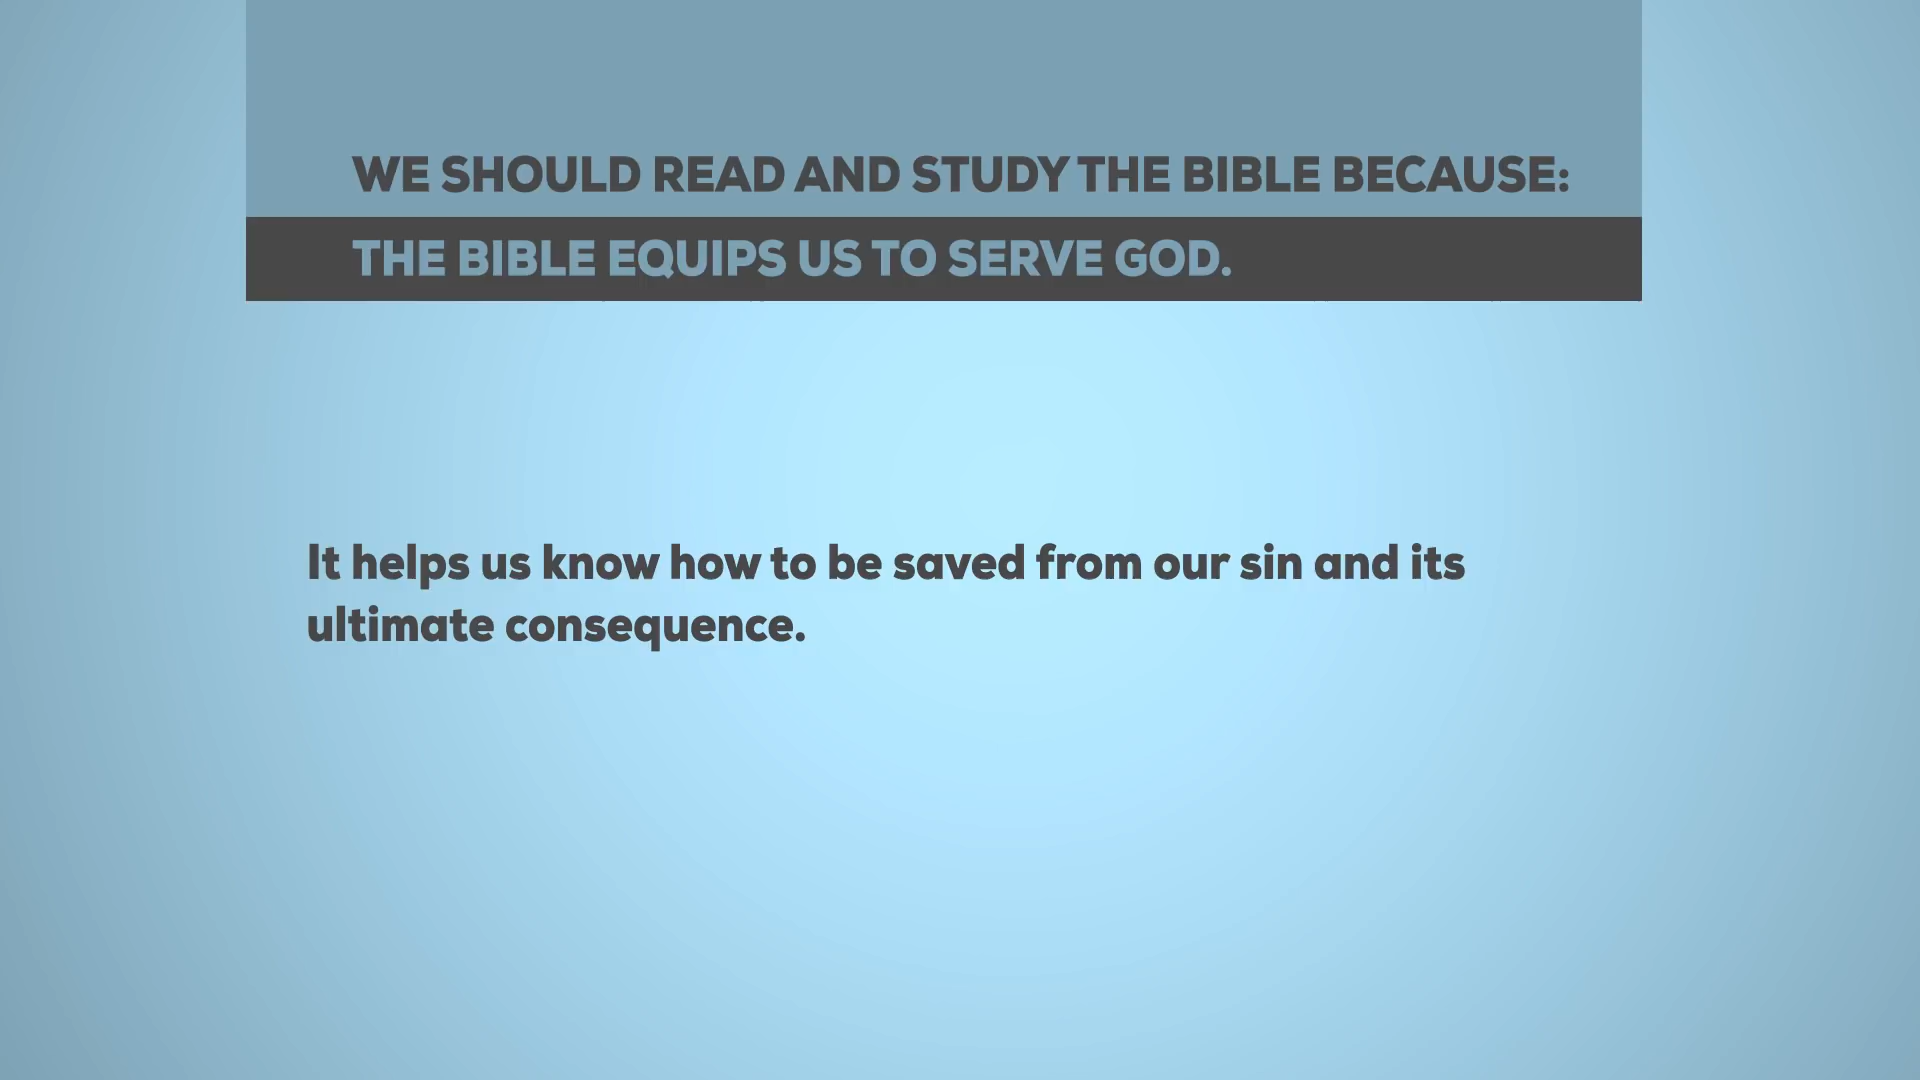 WE SHOULD READ AND STUDY THE BIBLE BECAUSE:
THE BIBLE EQUIPS US TO SERVE GOD.
It helps us know how to be saved from our sin and its
ultimate consequence.